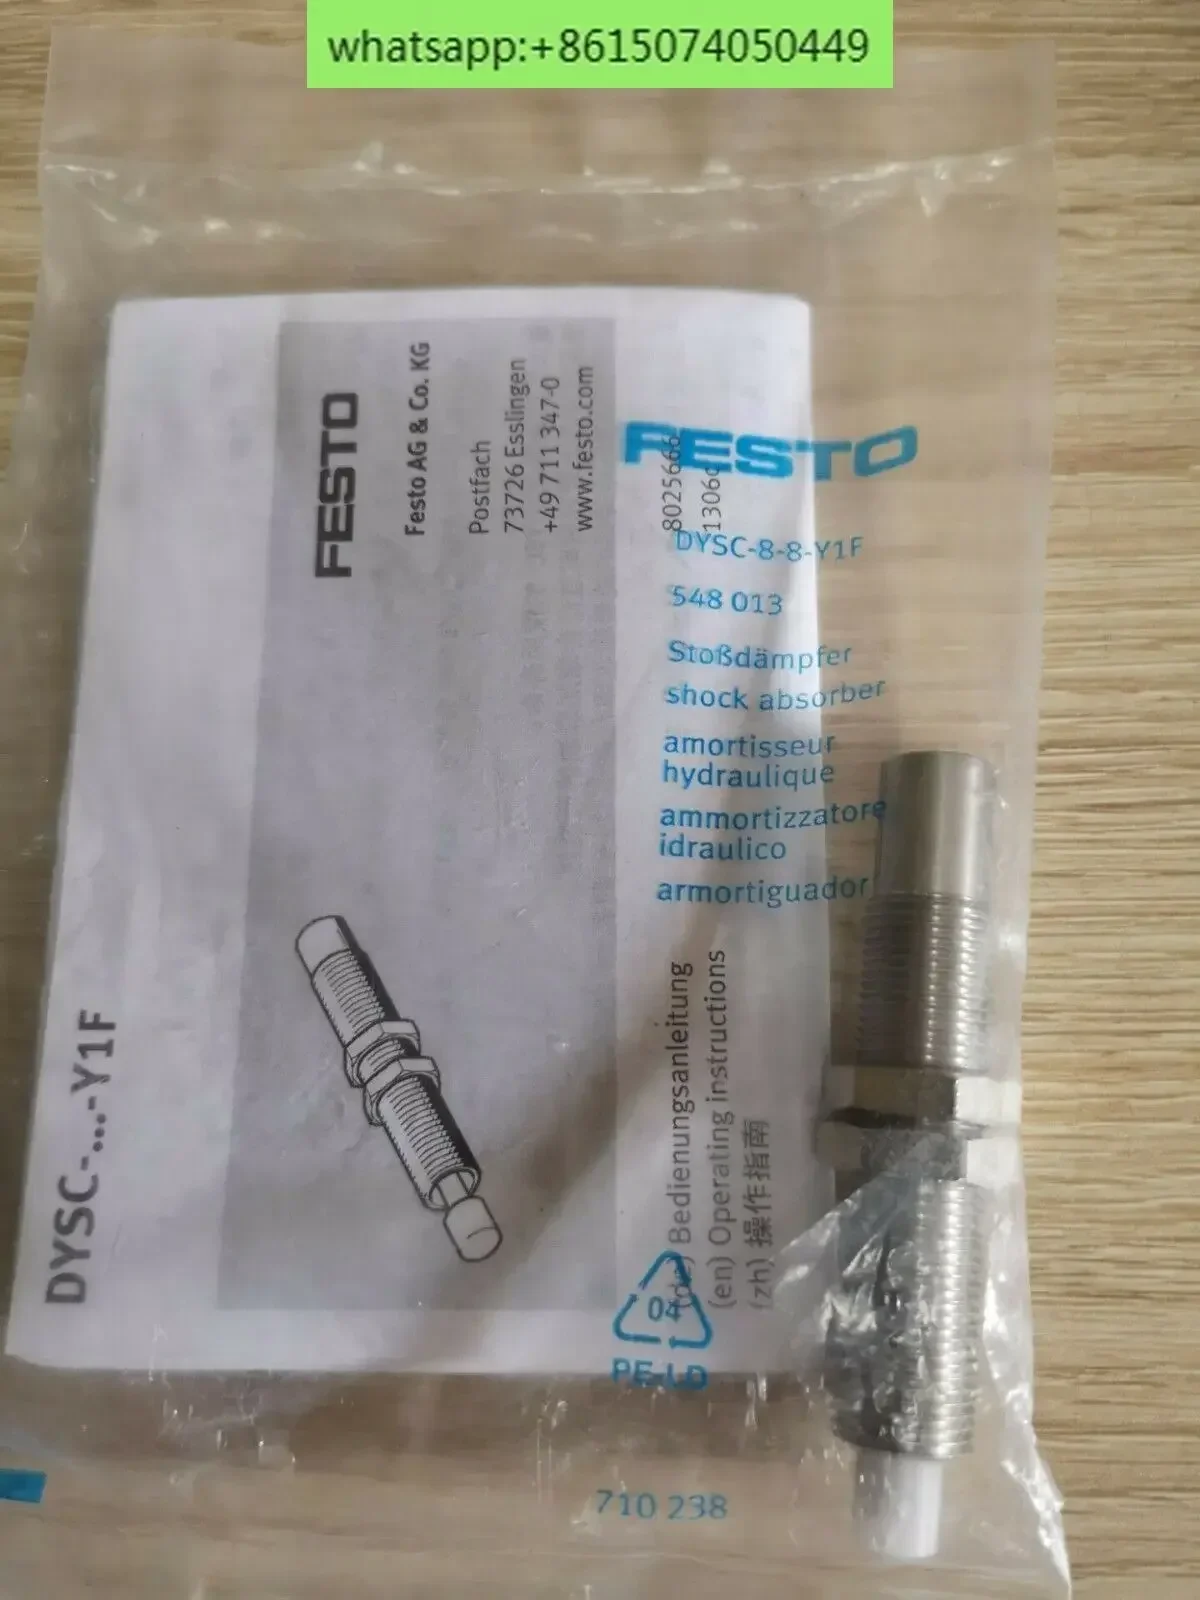 whatsapp:+8615074050449
FESTO
Festo AG & Co. KG
Postfach
73726 Esslingen
+49 711 347-0
www.festo.com
DYSC-...-Y1F
FESTO
DYSC-8-8-Y1F
548 013
Stoßdämpfer
shock absorber
amortisseur
hydraulique
ammortizzatore
idraulico
armortiguador
(de) Bedienungsanleitung
(en) Operating instructions
(zh) 操作指南
04
PE-LD
710 238